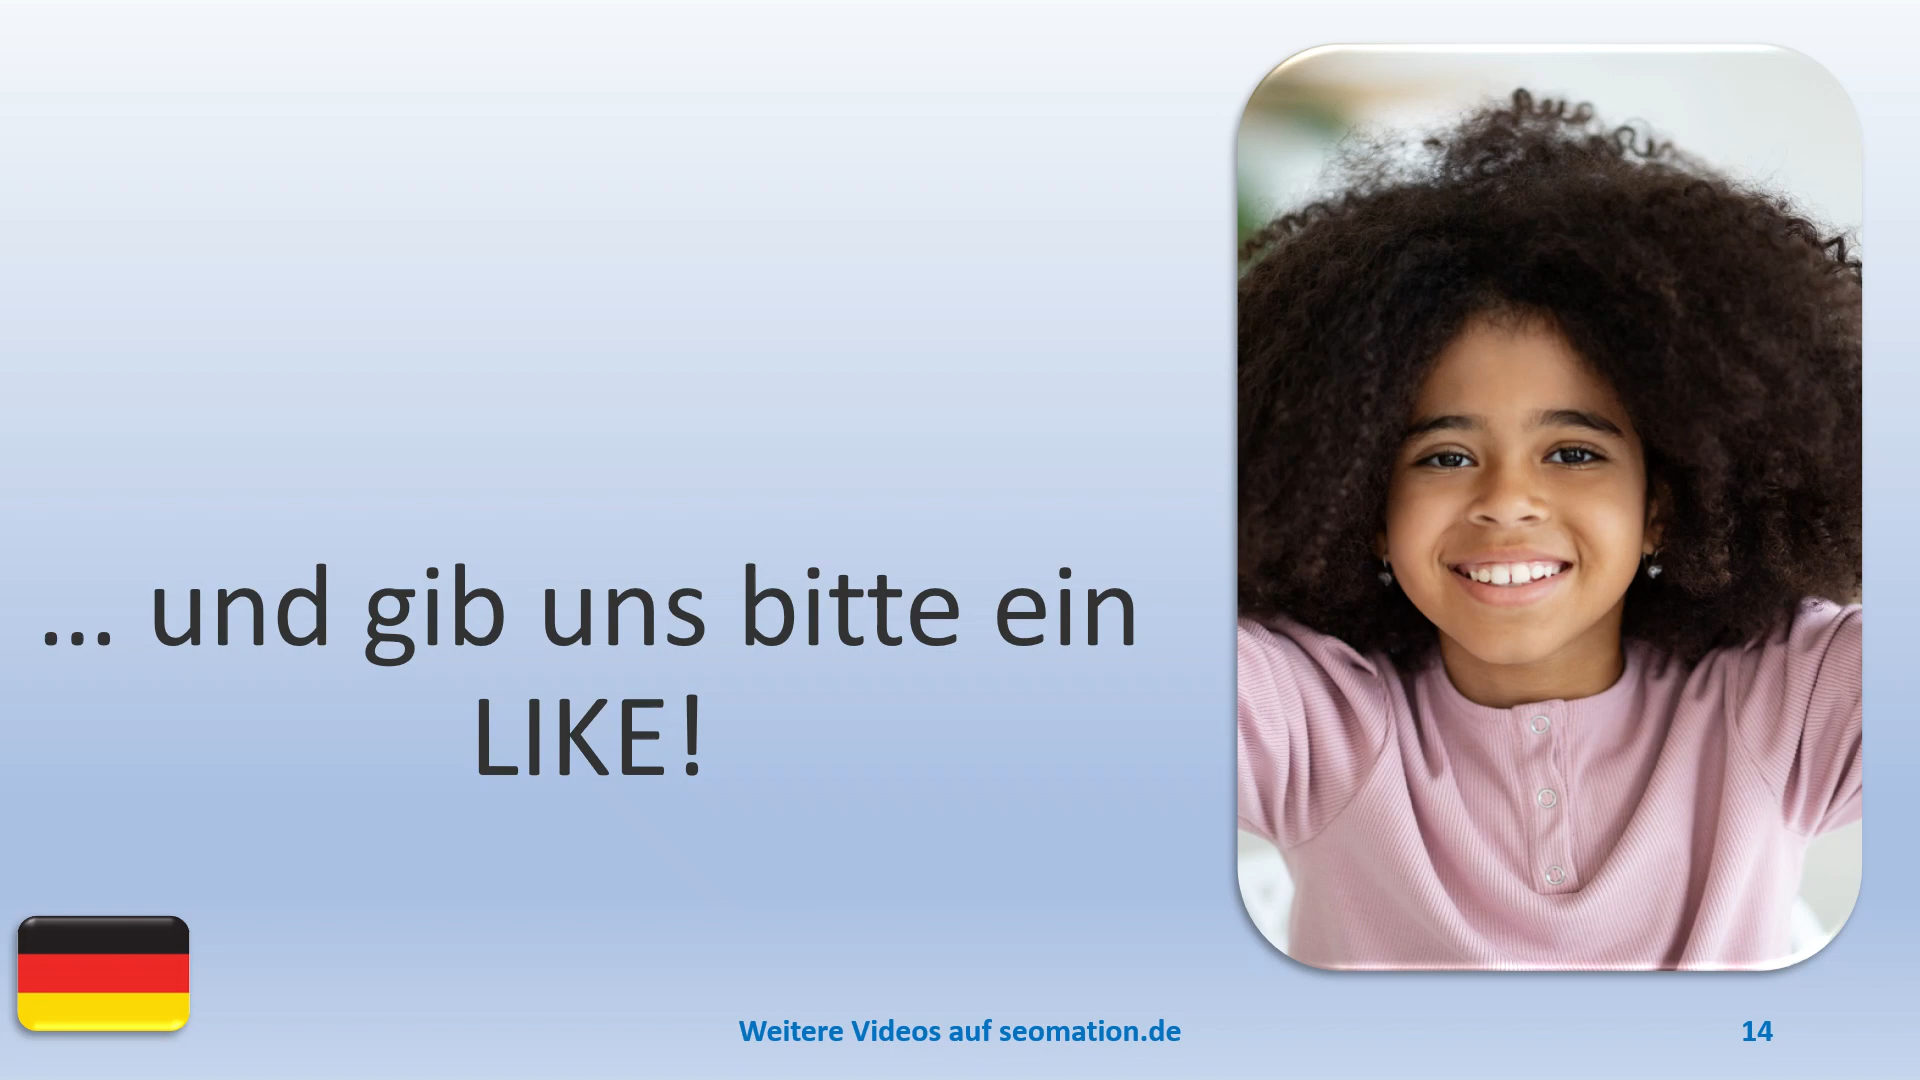 ... und gib uns bitte ein
LIKE!
Weitere Videos auf seomation.de
14